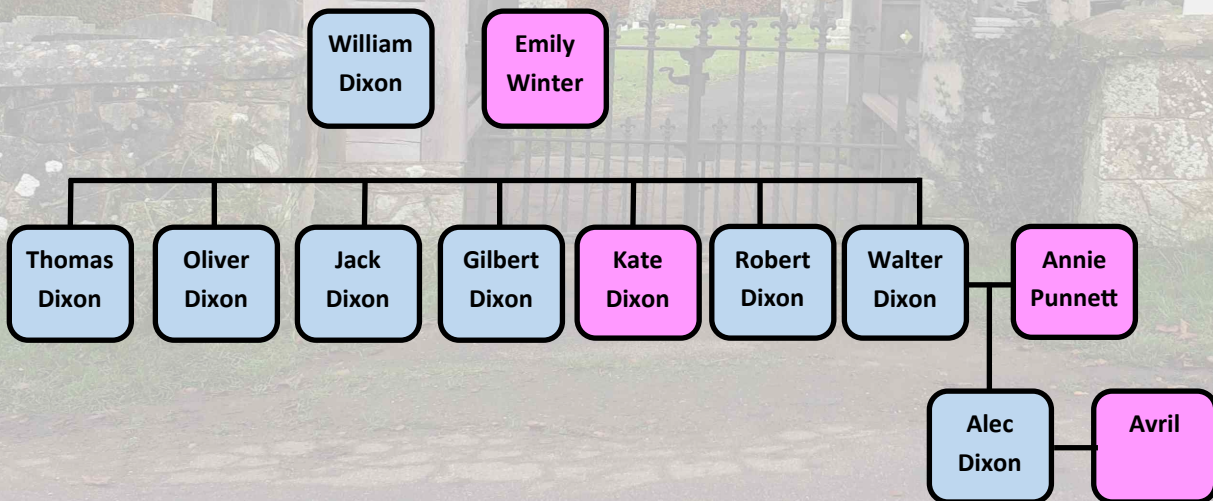 William
Dixon
Emily
Winter
Thomas
Dixon
Oliver
Dixon
Jack
Dixon
Gilbert
Dixon
Kate
Dixon
Robert
Dixon
Walter
Dixon
Annie
Punnett
Alec
Dixon
Avril